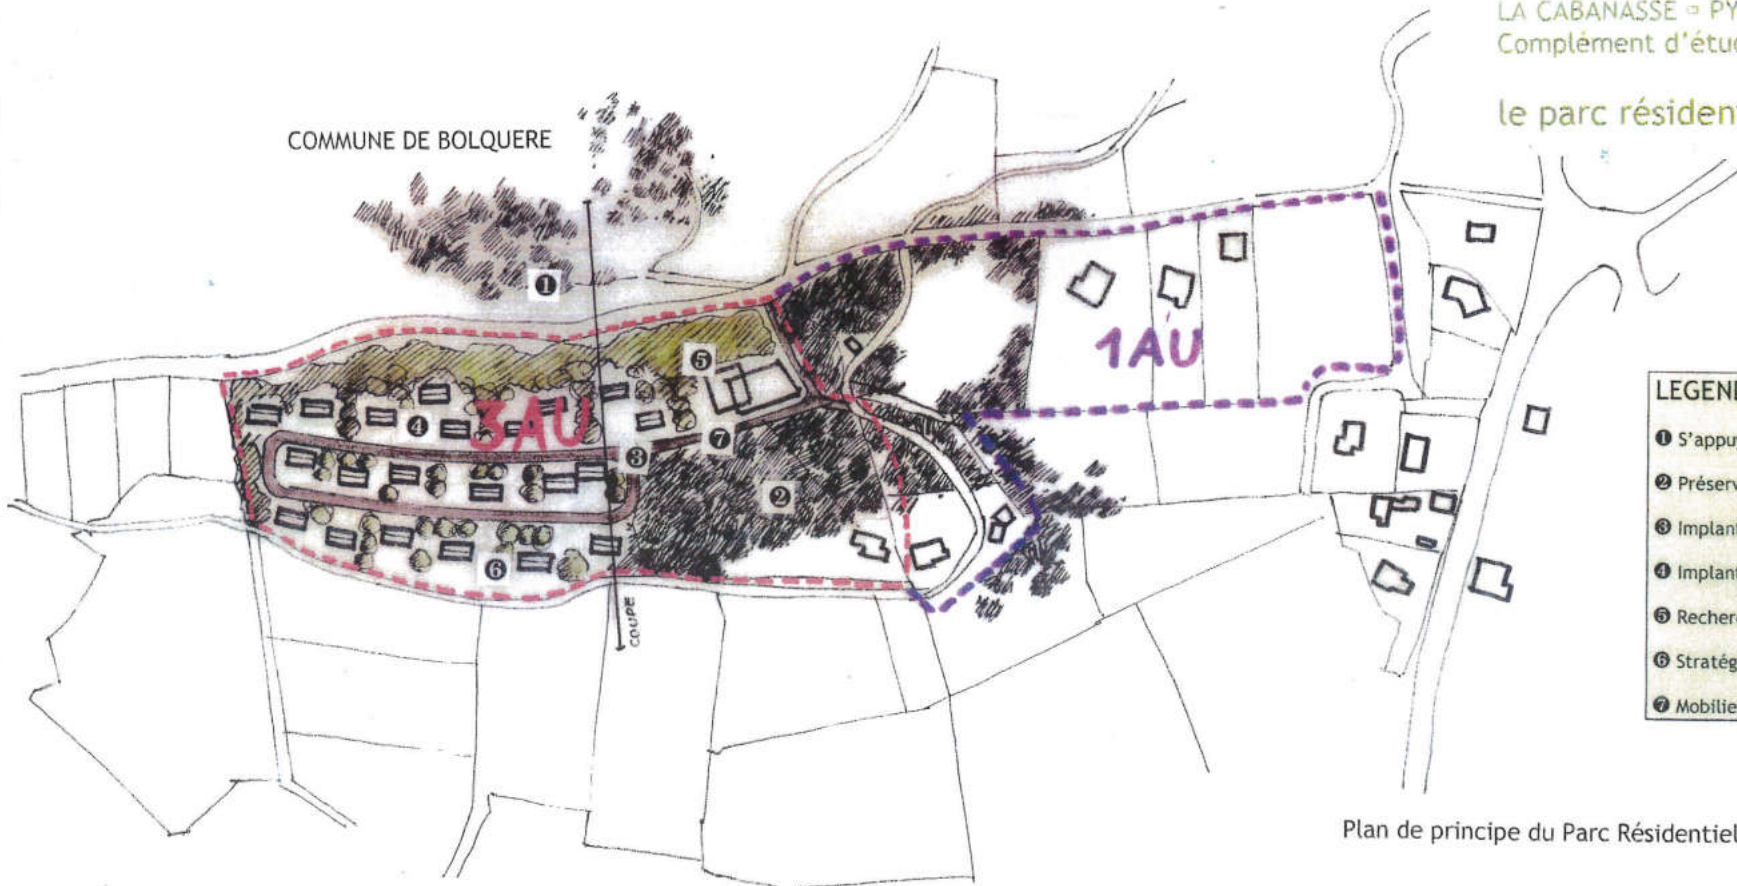 LA CABANASSE - PY
Complément d'étu
le parc résiden
COMMUNE DE BOLQUERE
❶
1AU
❺
3AU
❹
❼
❸
❷
❻
COUPE
LEGEN
❶ S'appu
❷ Préserv
❸ Implant
❹ Implant
❺ Recher
❻ Stratég
❼ Mobilie
Plan de principe du Parc Résidentiel